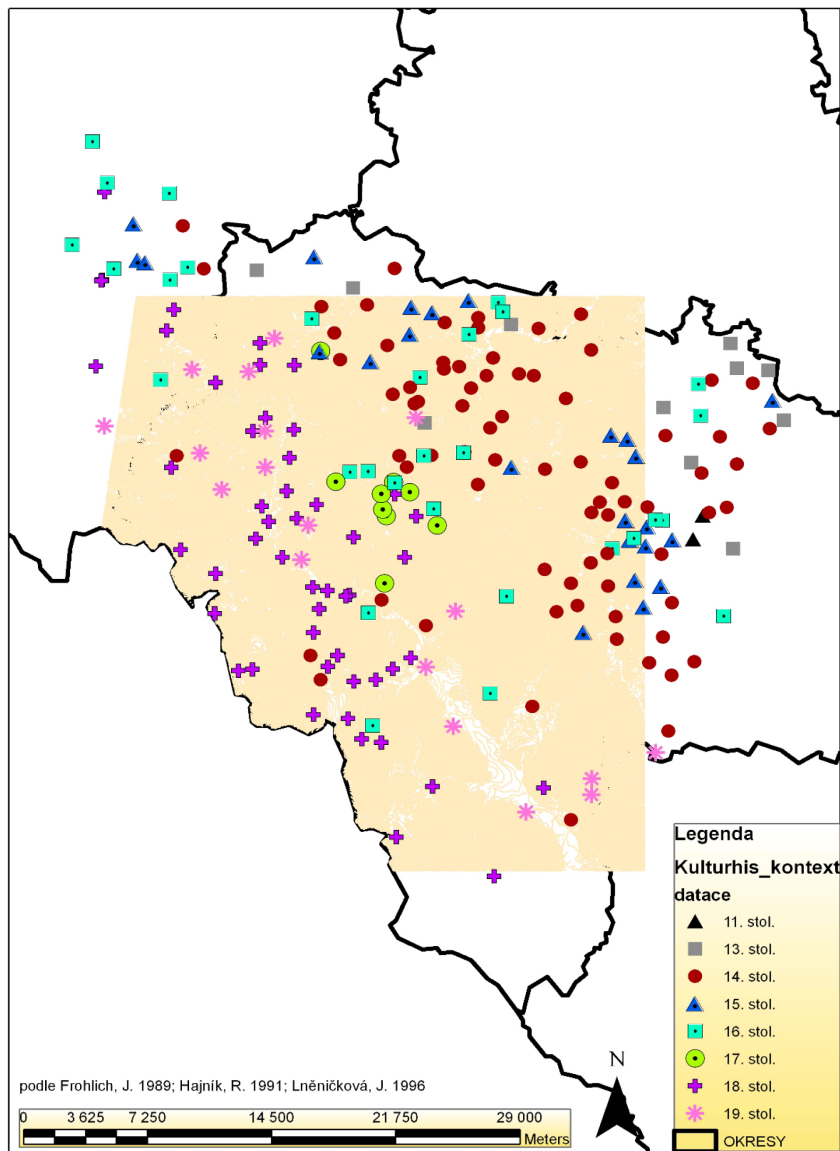 podle Frohlich, J. 1989; Hajník, R. 1991; Lněničková, J. 1996
0 3 625 7 250 14 500 21 750 29 000
Meters
N
Legenda
Kulturhis_kontext
datace
11. stol.
13. stol.
14. stol.
15. stol.
16. stol.
17. stol.
18. stol.
19. stol.
OKRESY